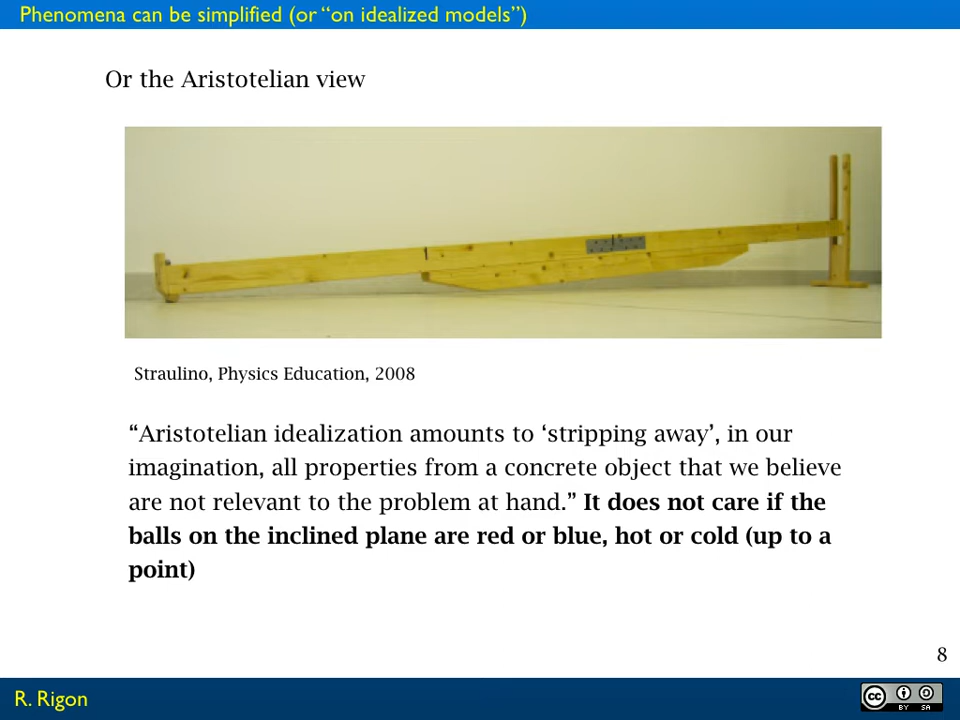 Phenomena can be simplified (or “on idealized models”)
Or the Aristotelian view
Straulino, Physics Education, 2008
“Aristotelian idealization amounts to ‘stripping away’, in our
imagination, all properties from a concrete object that we believe
are not relevant to the problem at hand.” It does not care if the
balls on the inclined plane are red or blue, hot or cold (up to a
point)
8
R. Rigon
cc
BY SA